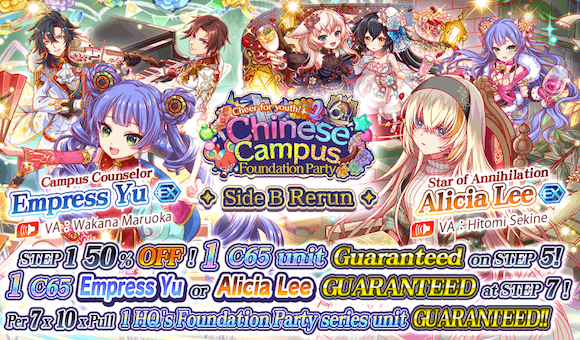 Cheer for youth!
Chinese
Campus
Foundation Party
Side B Rerun
Campus Counselor
Empress Yu EX
VA : Wakana Maruoka
Star of Annihilation
Alicia Lee EX
VA : Hitomi Sekine
STEP 1 50% OFF! 1 C65 unit Guaranteed on STEP 5!
1 C65 Empress Yu or Alicia Lee GUARANTEED at STEP 7!
Per 7 x 10 x Pull 1 HQ's Foundation Party series unit GUARANTEED!!